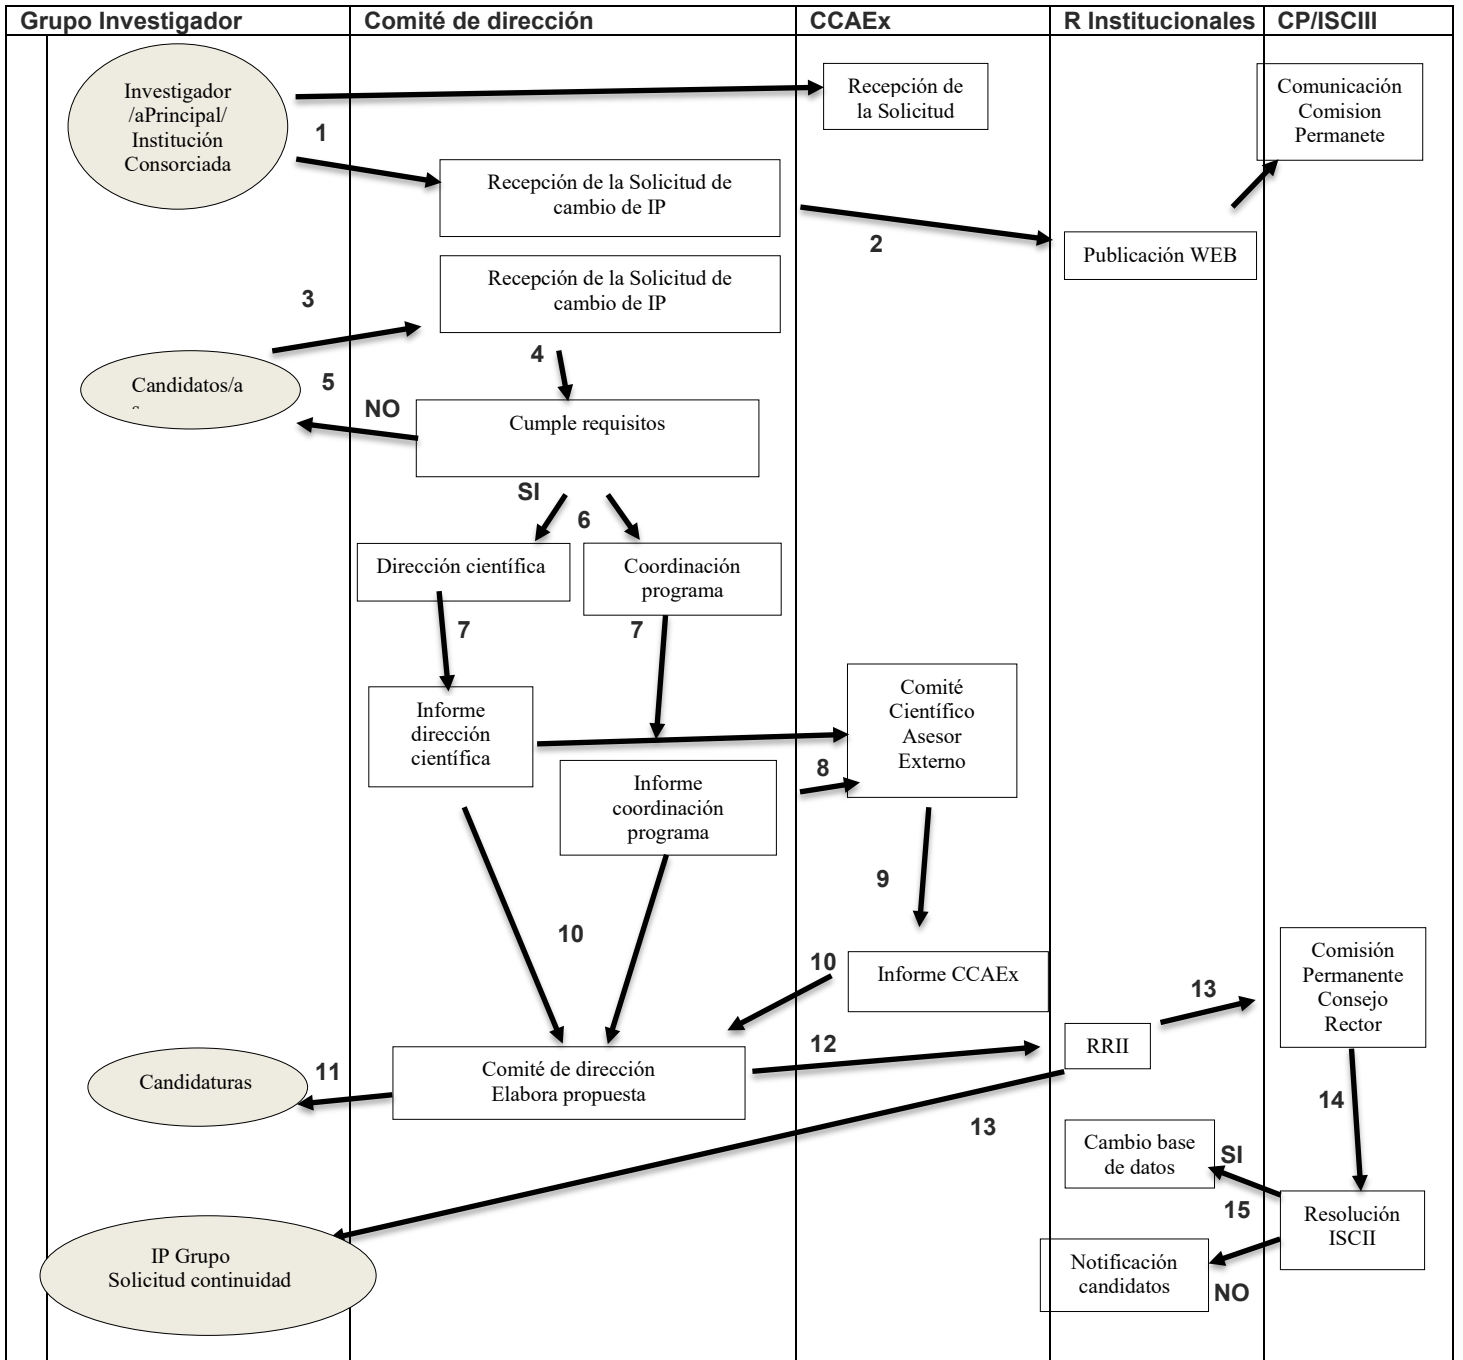 Grupo Investigador
Comité de dirección
CCAEx
R Institucionales
CP/ISCIII
Investigador
/aPrincipal/
Institución
Consorciada
1
Recepción de
la Solicitud
Comunicación
Comision
Permanete
Recepción de la Solicitud de
cambio de IP
2
Publicación WEB
Recepción de la Solicitud de
cambio de IP
3
4
Candidatos/a
5
NO
Cumple requisitos
SI
6
Dirección científica
Coordinación
programa
7
7
Informe
dirección
científica
Comité
Científico
Asesor
Externo
8
Informe
coordinación
programa
9
10
10
Informe CCAEx
Comisión
Permanente
Consejo
Rector
13
RRII
12
Comité de dirección
Elabora propuesta
11
Candidaturas
13
14
Cambio base
de datos
SI
15
Resolución
ISCII
Notificación
candidatos
NO
IP Grupo
Solicitud continuidad